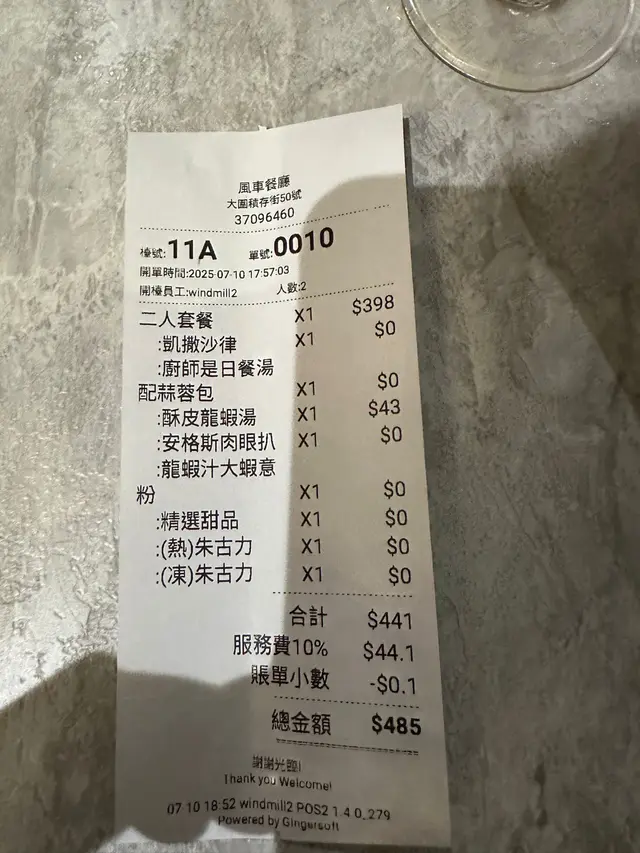 風車餐廳
大圍積存街50號
37096460
檯號:11A 單號:0010
開單時間:2025-07-10 17:57:03
開檯員工:windmill2 人數:2
二人套餐 X1 $398
:凱撒沙律 X1 $0
:廚師是日餐湯
配蒜蓉包 X1 $0
:酥皮龍蝦湯 X1 $43
:安格斯肉眼扒 X1 $0
:龍蝦汁大蝦意
粉 X1 $0
:精選甜品 X1 $0
:(熱)朱古力 X1 $0
:(凍)朱古力 X1 $0
合計 $441
服務費10% $44.1
賬單小數 -$0.1
總金額 $485
謝謝光臨!
Thank you Welcome!
07 10 18:52 windmill2 POS2 1 4 0_279
Powered by Gingersoft